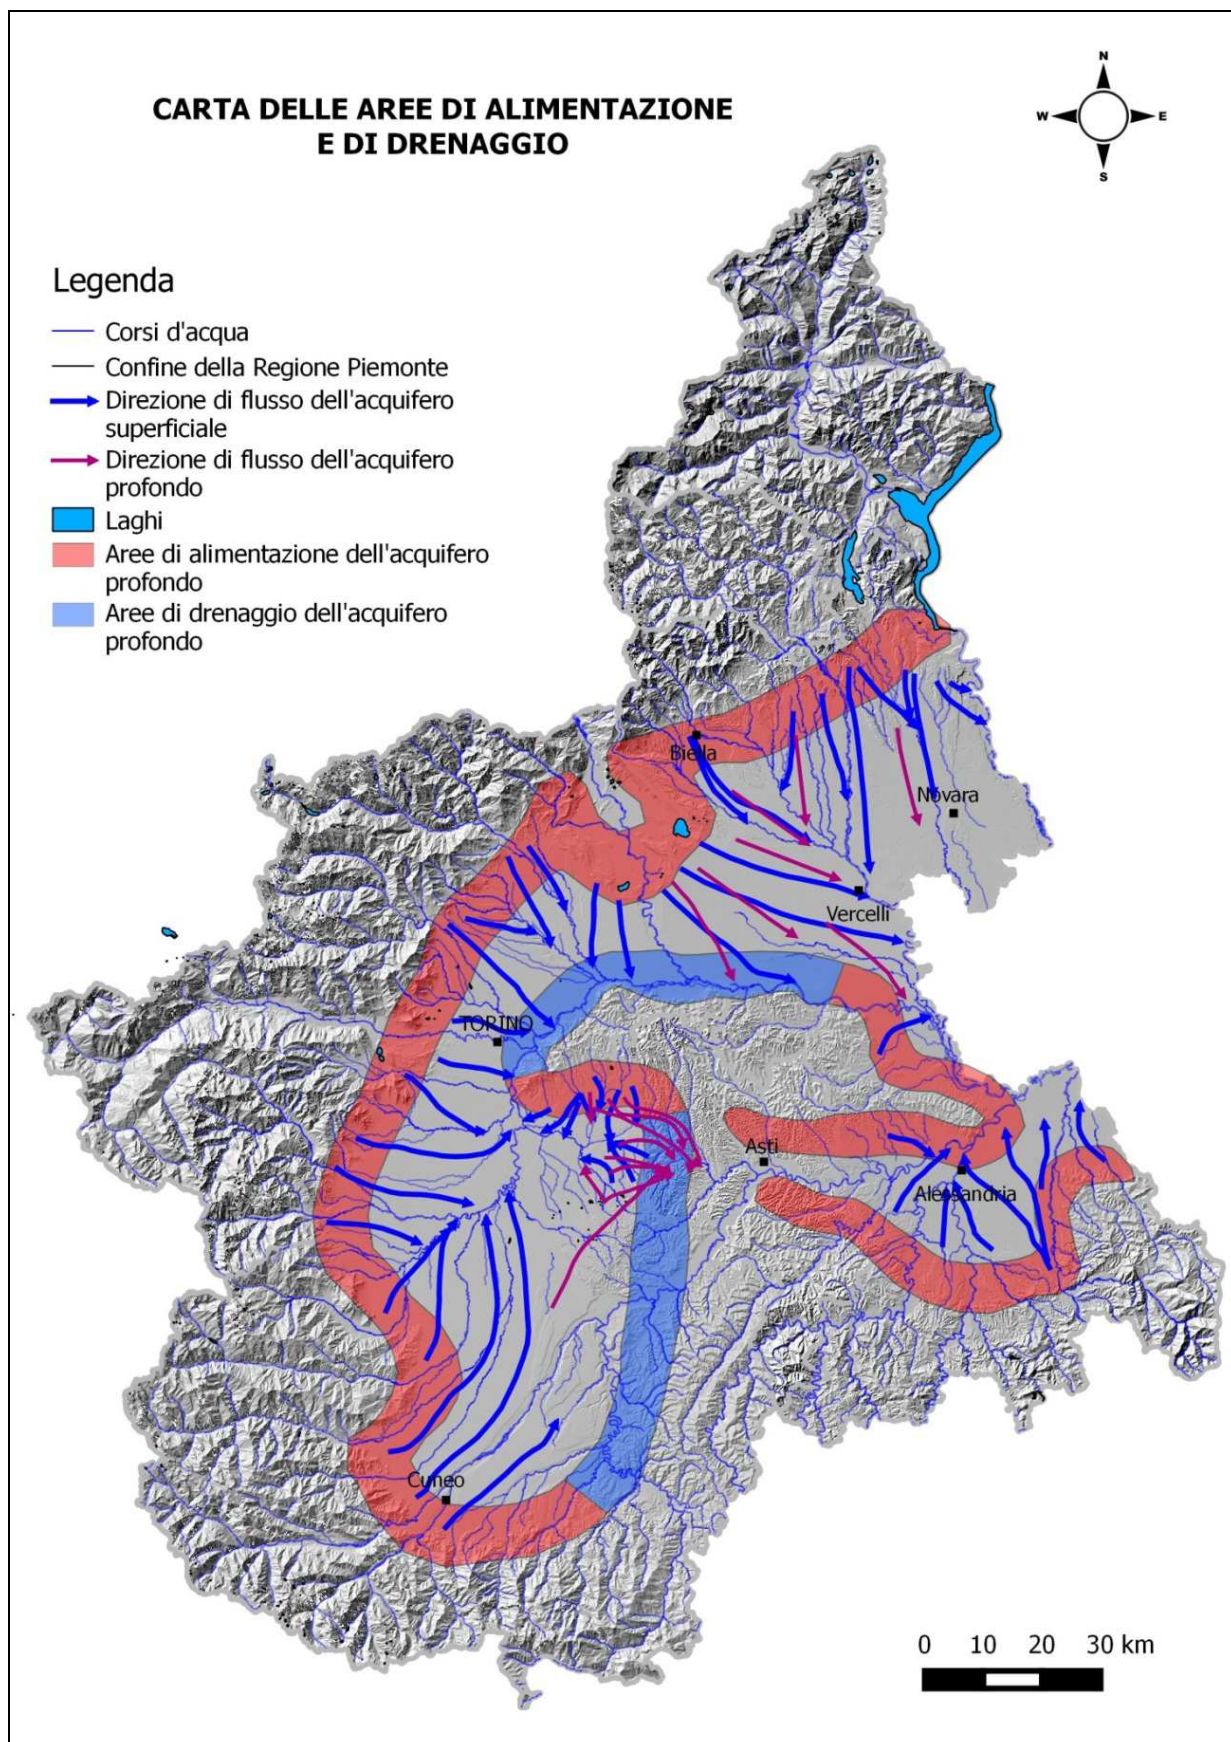 CARTA DELLE AREE DI ALIMENTAZIONE
E DI DRENAGGIO
N
W
E
S
Legenda
Corsi d'acqua
Confine della Regione Piemonte
Direzione di flusso dell'acquifero
superficiale
Direzione di flusso dell'acquifero
profondo
Laghi
Aree di alimentazione dell'acquifero
profondo
Aree di drenaggio dell'acquifero
profondo
Biella
Novara
Vercelli
TORINO
Asti
Alessandria
Cuneo
0 10 20 30 km